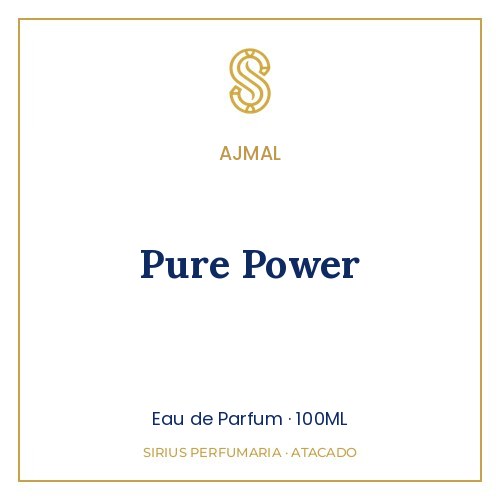 AJMAL
Pure Power
Eau de Parfum · 100ML
SIRIUS PERFUMARIA · ATACADO